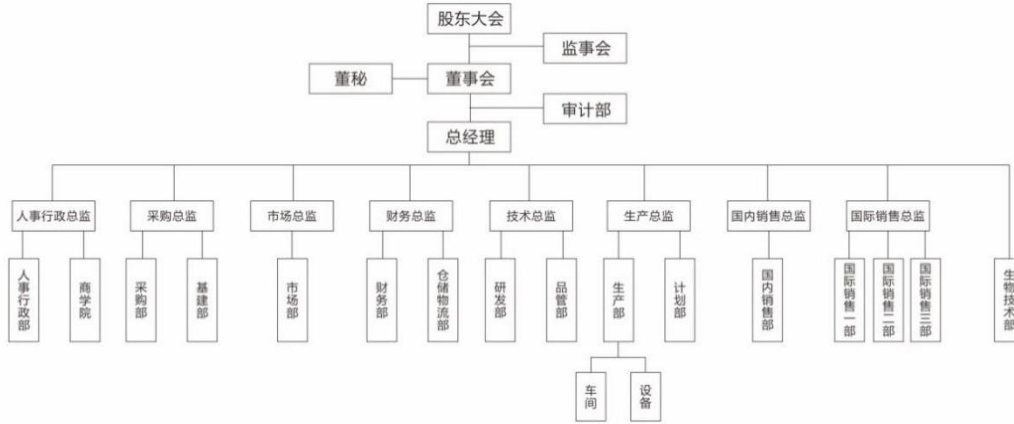 股东大会
监事会
董秘
董事会
审计部
总经理
人事行政总监
采购总监
市场总监
财务总监
技术总监
生产总监
国内销售总监
国际销售总监
人事行政部
商学院
采购部
基建部
市场部
财务部
仓储物流部
研发部
品管部
生产部
计划部
国内销售部
国际销售一部
国际销售二部
国际销售三部
生物技术部
车间
设备